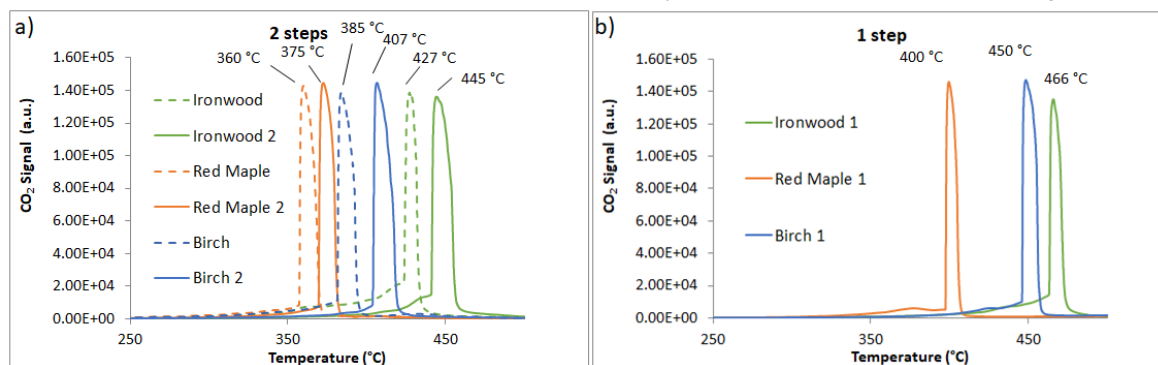 a)
2 steps
360 °C
375 °C
385 °C
407 °C
427 °C
445 °C
CO2 Signal (a.u.)
1.60E+05
1.40E+05
1.20E+05
1.00E+05
8.00E+04
6.00E+04
4.00E+04
2.00E+04
0.00E+00
Ironwood
Ironwood 2
Red Maple
Red Maple 2
Birch
Birch 2
250
350
450
Temperature (°C)
b)
1 step
400 °C
450 °C
466 °C
CO2 Signal (a.u.)
1.60E+05
1.40E+05
1.20E+05
1.00E+05
8.00E+04
6.00E+04
4.00E+04
2.00E+04
0.00E+00
Ironwood 1
Red Maple 1
Birch 1
250
350
450
Temperature (°C)